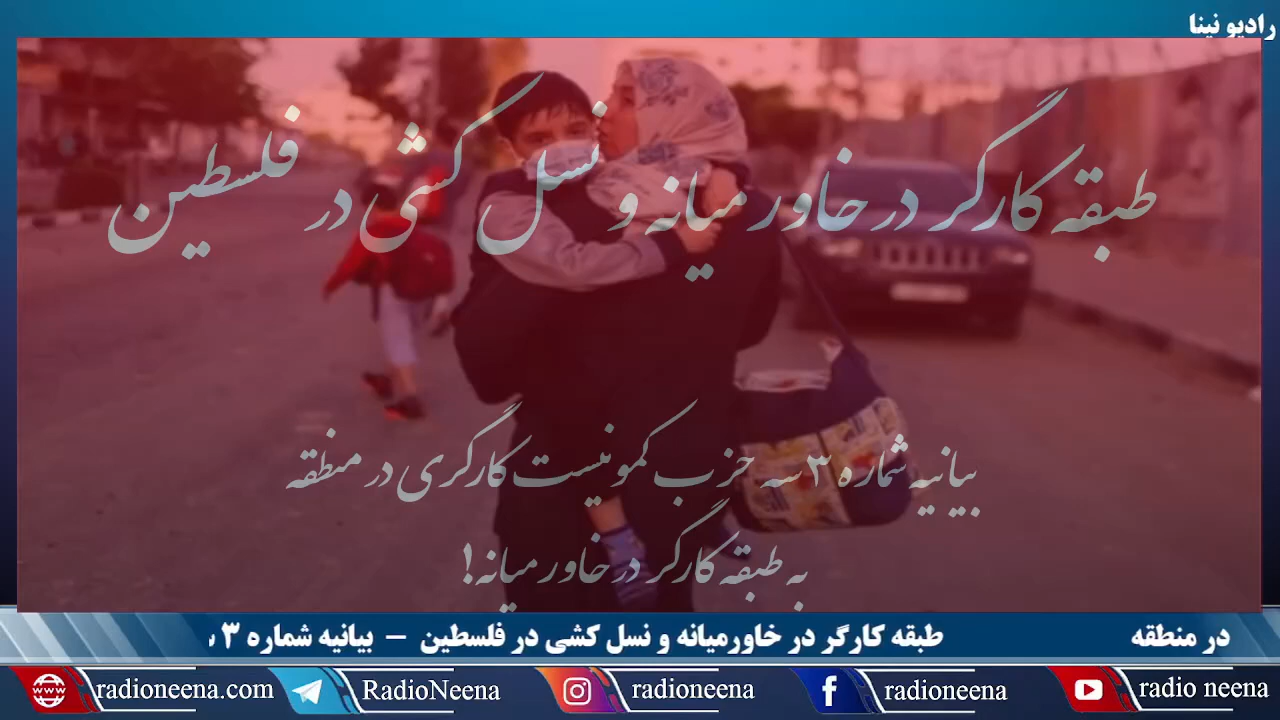 رادیو نینا
طبقه کارگر در خاورمیانه و نسل کشی در فلسطین
بیانیه شماره ۳ سه حزب کمونیست کارگری در منطقه
به طبقه کارگر در خاورمیانه!
در منطقه
طبقه کارگر در خاورمیانه و نسل کشی در فلسطین – بیانیه شماره ۳
radioneena.com
RadioNeena
radioneena
radioneena
radio neena